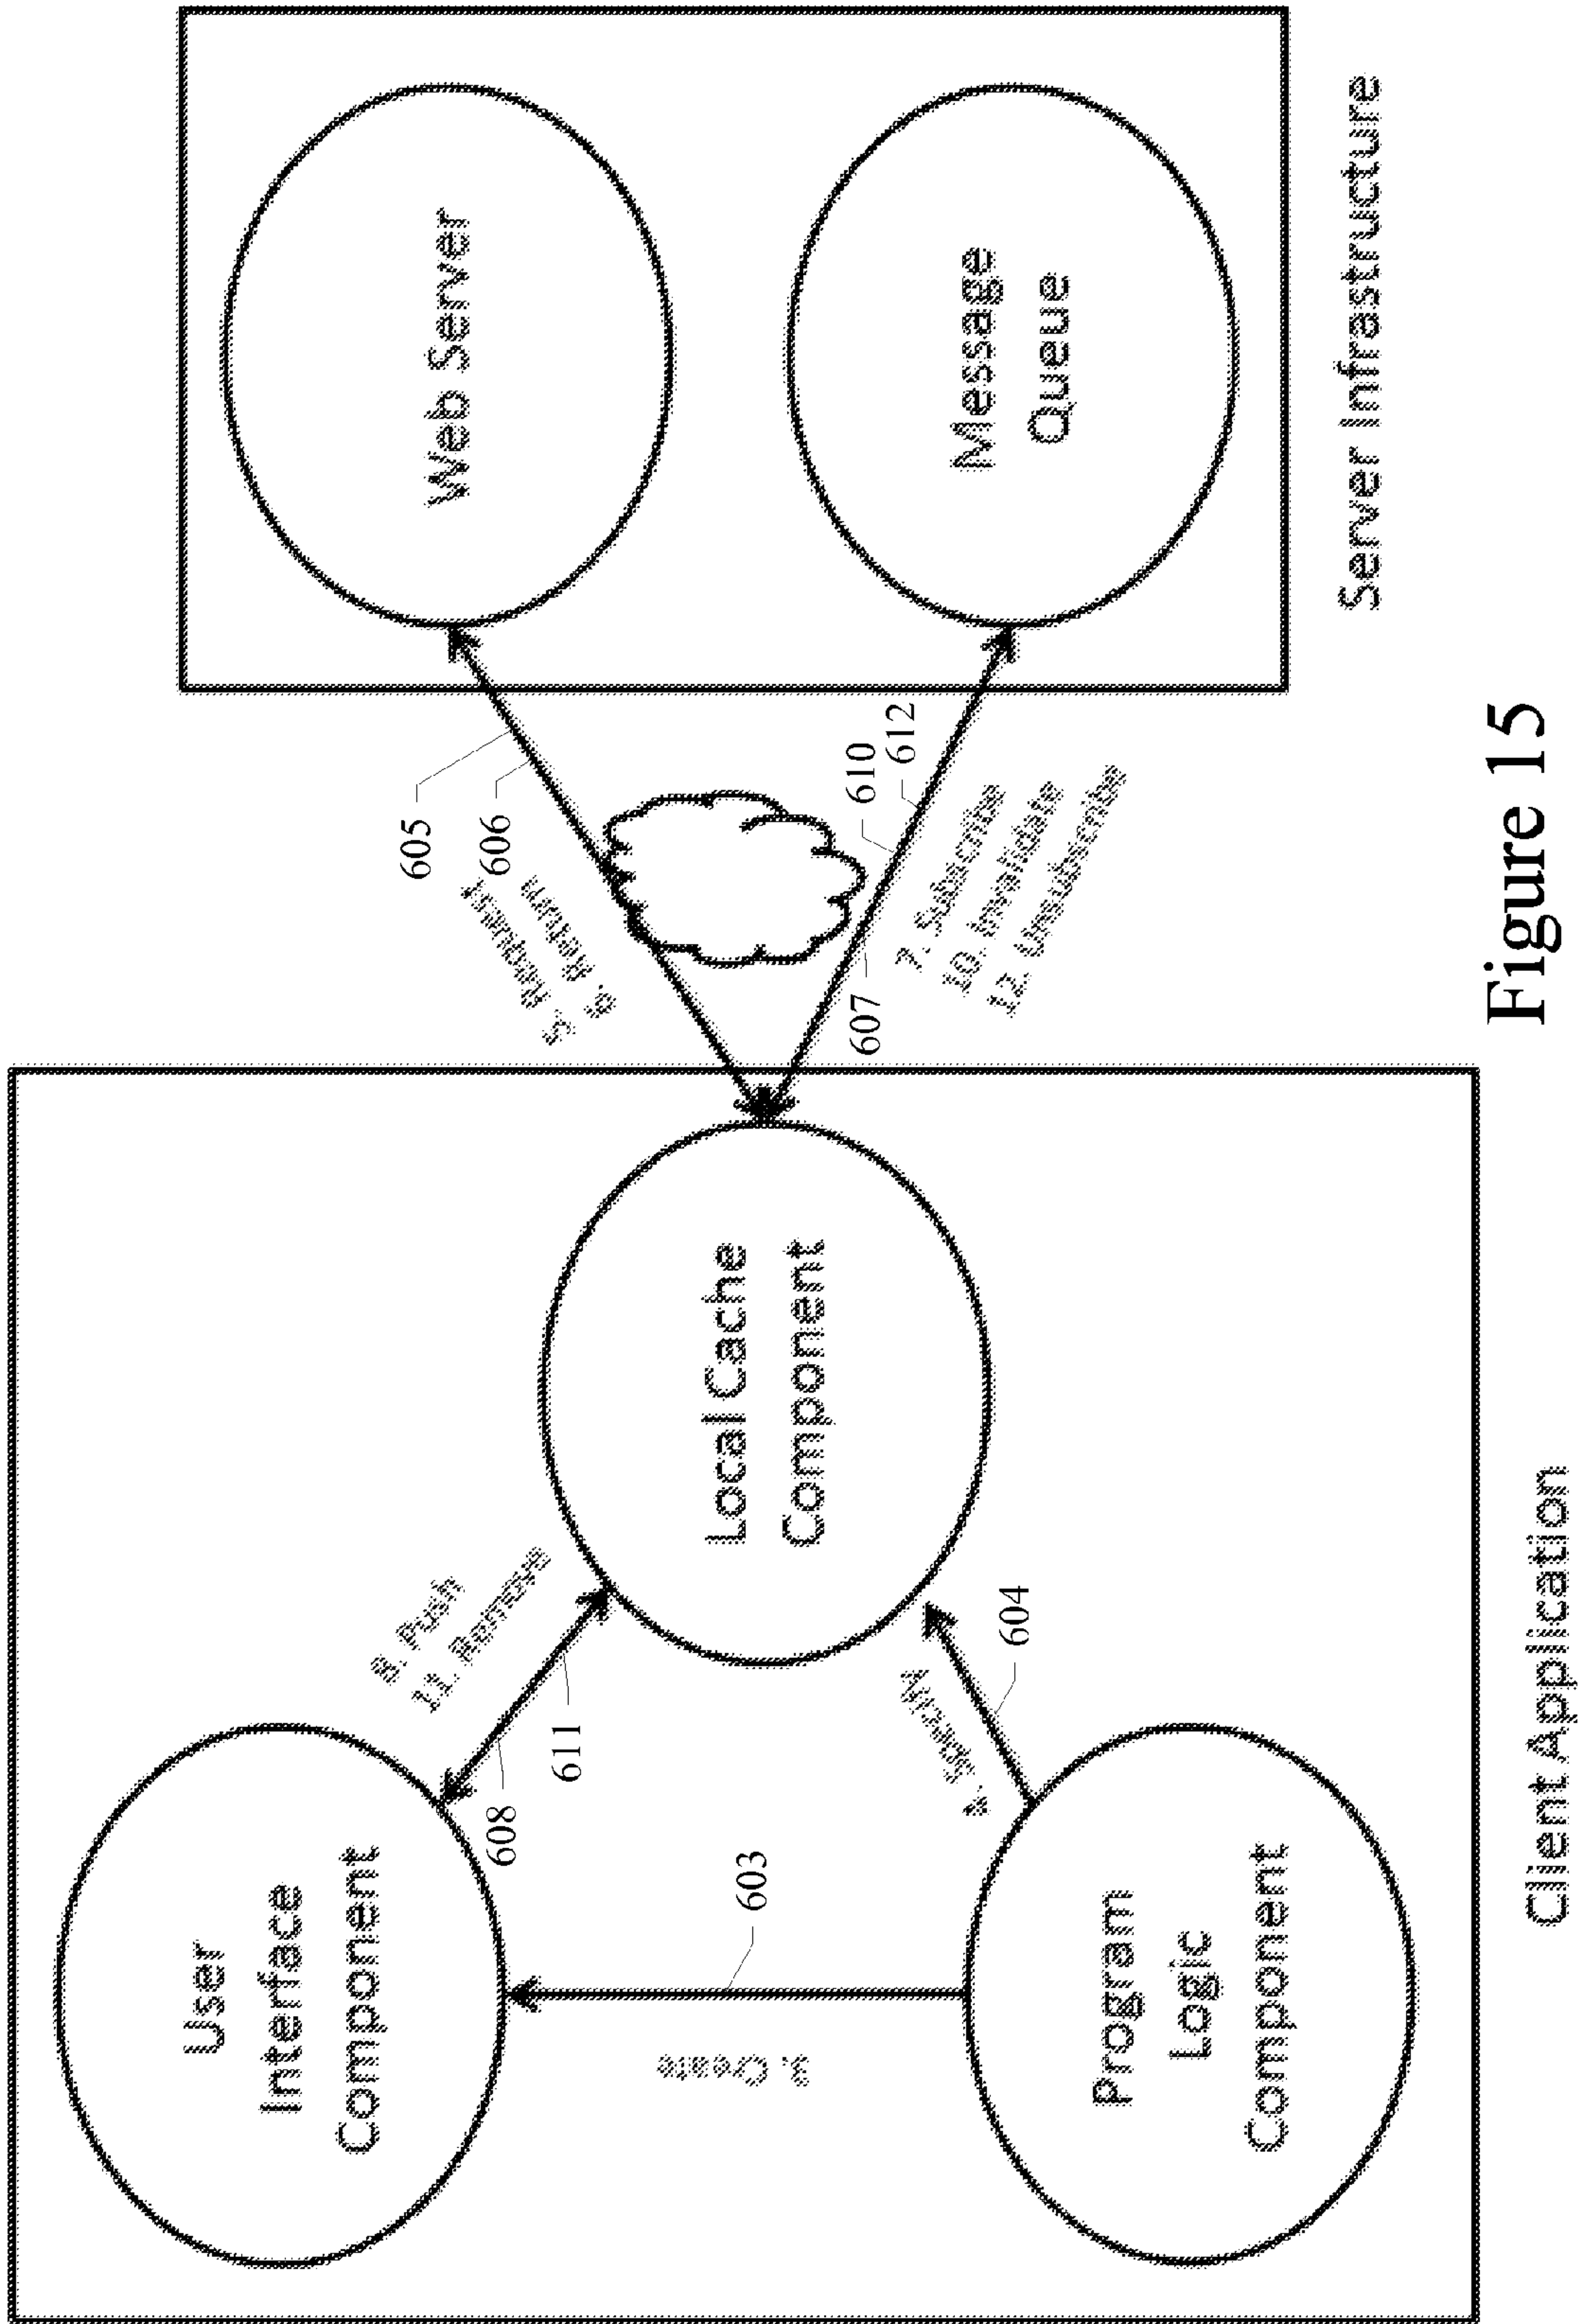 User
Interface
Component
8. Push
11. Remove
608
611
3. Create
603
Program
Logic
Component
4. Specify
604
Local Cache
Component
5. Request
6. Return
605
606
607
610
612
7. Subscribe
10. Invalidate
12. Unsubscribe
Web Server
Message
Queue
Client Application
Server Infrastructure
Figure 15